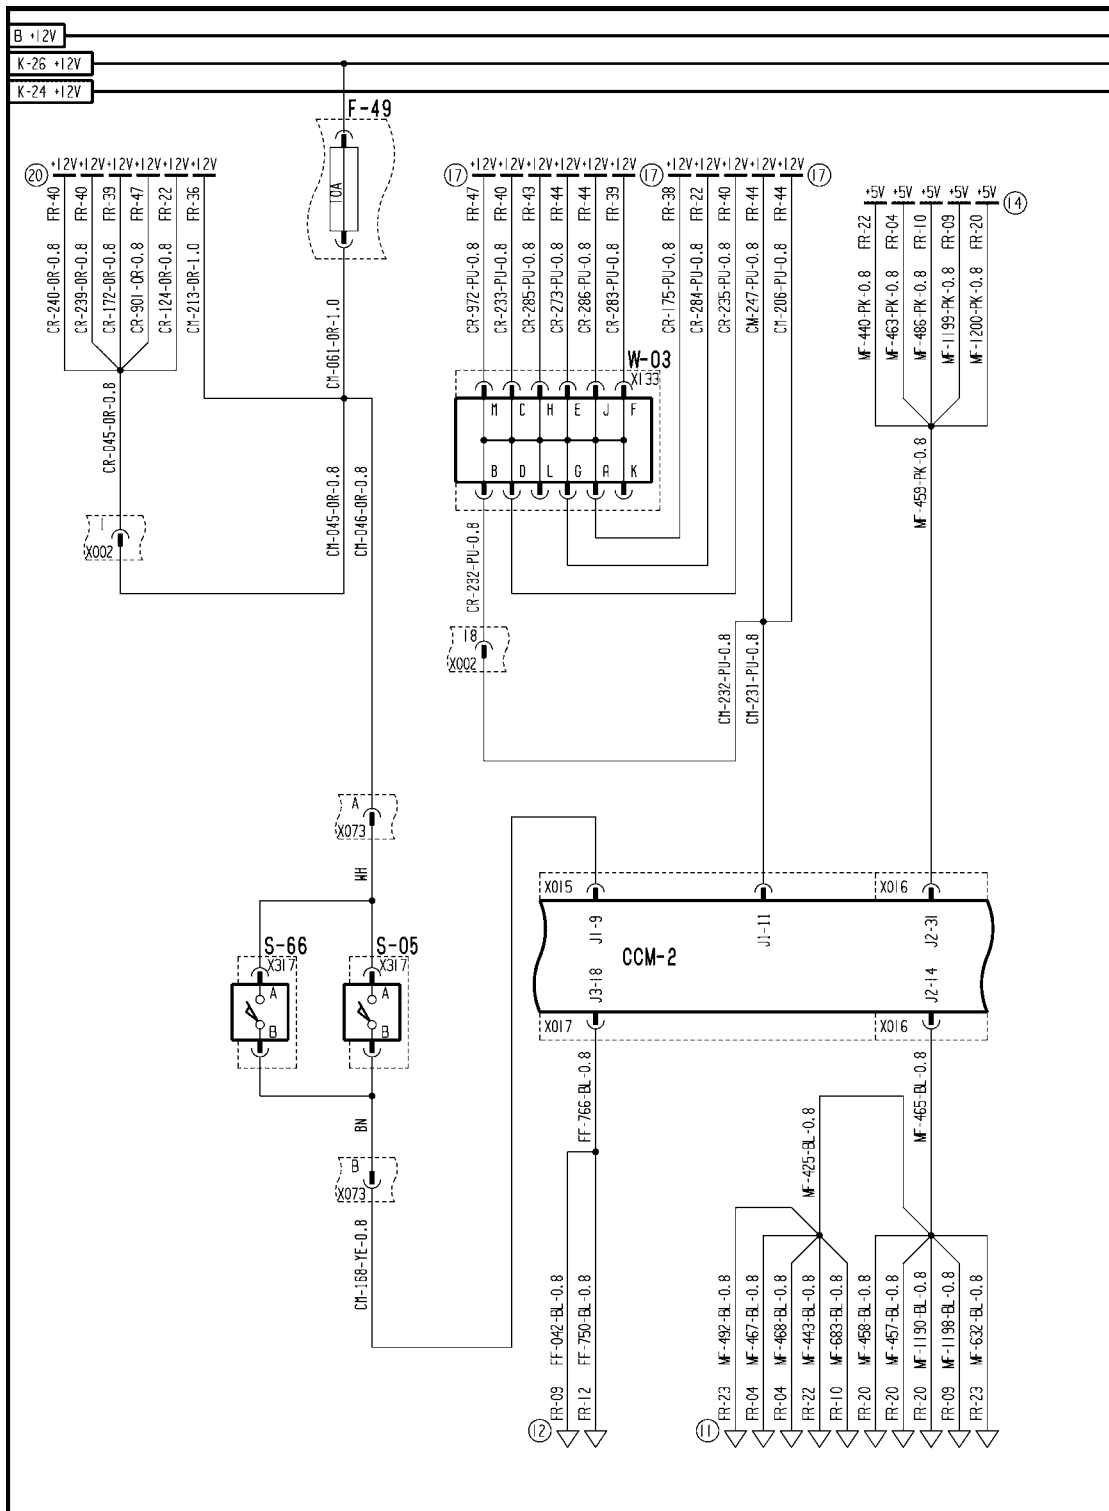 B +12V
K-26 +12V
K-24 +12V
F-49
10A
20
+12V +12V +12V +12V +12V +12V
FR-40
FR-40
FR-39
FR-47
FR-22
FR-36
CR-240-OR-0.8
CR-239-OR-0.8
CR-172-OR-0.8
CR-901-OR-0.8
CR-124-OR-0.8
CM-213-OR-1.0
17
+12V +12V +12V +12V +12V +12V
FR-47
FR-40
FR-43
FR-44
FR-44
FR-39
CR-972-PU-0.8
CR-233-PU-0.8
CR-285-PU-0.8
CR-273-PU-0.8
CR-286-PU-0.8
CR-283-PU-0.8
17
+12V +12V +12V +12V +12V
17
FR-38
FR-22
FR-40
FR-44
FR-44
CR-175-PU-0.8
CR-284-PU-0.8
CR-235-PU-0.8
CM-247-PU-0.8
CM-206-PU-0.8
+5V +5V +5V +5V +5V
14
FR-22
FR-04
FR-10
FR-09
FR-20
MF-440-PK-0.8
MF-463-PK-0.8
MF-486-PK-0.8
MF-1199-PK-0.8
MF-1200-PK-0.8
CM-061-OR-1.0
W-03
X133
M C H E J F
B D L G A K
CR-045-OR-0.8
CM-045-OR-0.8
CM-046-OR-0.8
MF-459-PK-0.8
1
X002
CR-232-PU-0.8
18
X002
CM-232-PU-0.8
CM-231-PU-0.8
A
X073
WH
S-66
X317
A
B
S-05
X317
A
B
BN
B
X073
CM-168-YE-0.8
X015
X016
J1-9
J1-11
J2-31
CCM-2
J3-18
J2-14
X017
X016
FF-766-BL-0.8
MF-465-BL-0.8
MF-425-BL-0.8
FF-042-BL-0.8
FF-750-BL-0.8
MF-492-BL-0.8
MF-467-BL-0.8
MF-468-BL-0.8
MF-443-BL-0.8
MF-683-BL-0.8
MF-458-BL-0.8
MF-457-BL-0.8
MF-1190-BL-0.8
MF-1198-BL-0.8
MF-632-BL-0.8
12
FR-09
FR-12
11
FR-23
FR-04
FR-04
FR-22
FR-10
FR-20
FR-20
FR-20
FR-09
FR-23